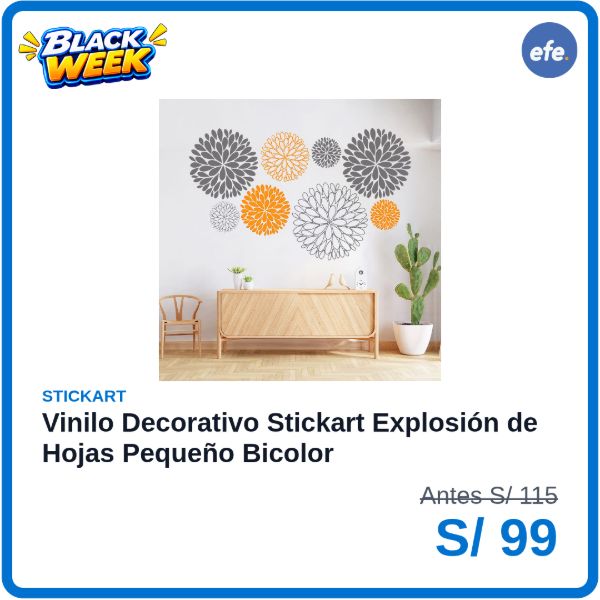 BLACK
WEEK
efe.
STICKART
Vinilo Decorativo Stickart Explosión de
Hojas Pequeño Bicolor
Antes S/ 115
S/ 99